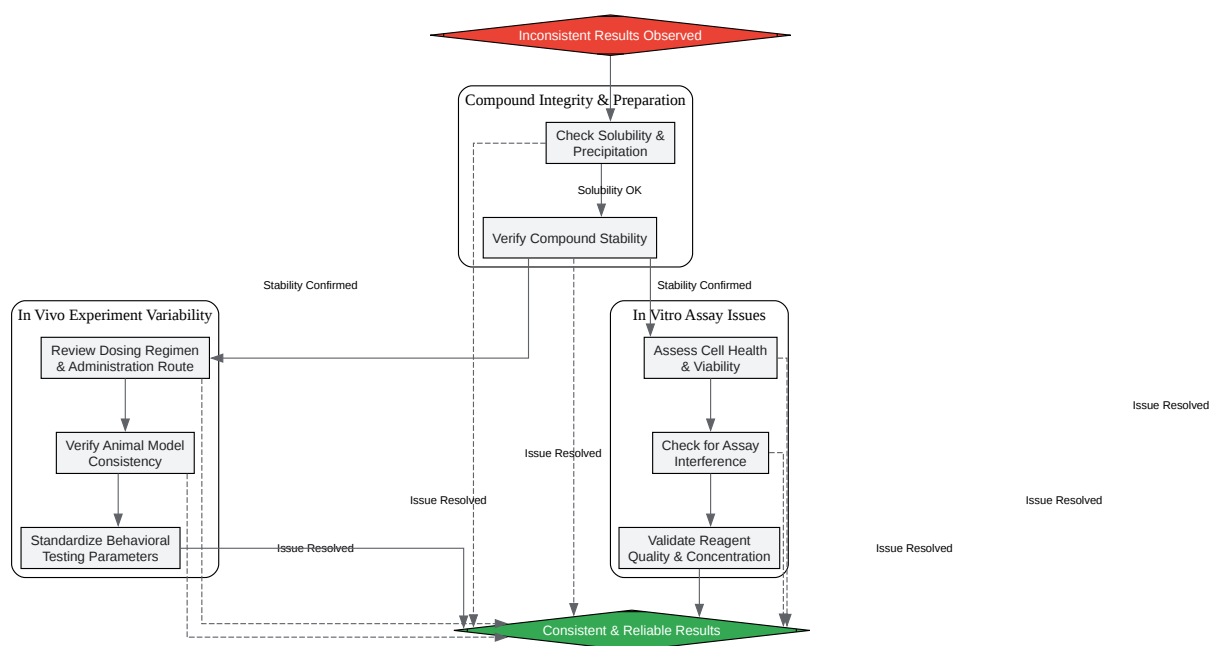 Inconsistent Results Observed
Compound Integrity & Preparation
Check Solubility &
Precipitation
Solubility OK
Verify Compound Stability
Stability Confirmed
Stability Confirmed
In Vivo Experiment Variability
In Vitro Assay Issues
Review Dosing Regimen
& Administration Route
Assess Cell Health
& Viability
Issue Resolved
Verify Animal Model
Consistency
Issue Resolved
Check for Assay
Interference
Issue Resolved
Issue Resolved
Standardize Behavioral
Testing Parameters
Issue Resolved
Validate Reagent
Quality & Concentration
Issue Resolved
Consistent & Reliable Results